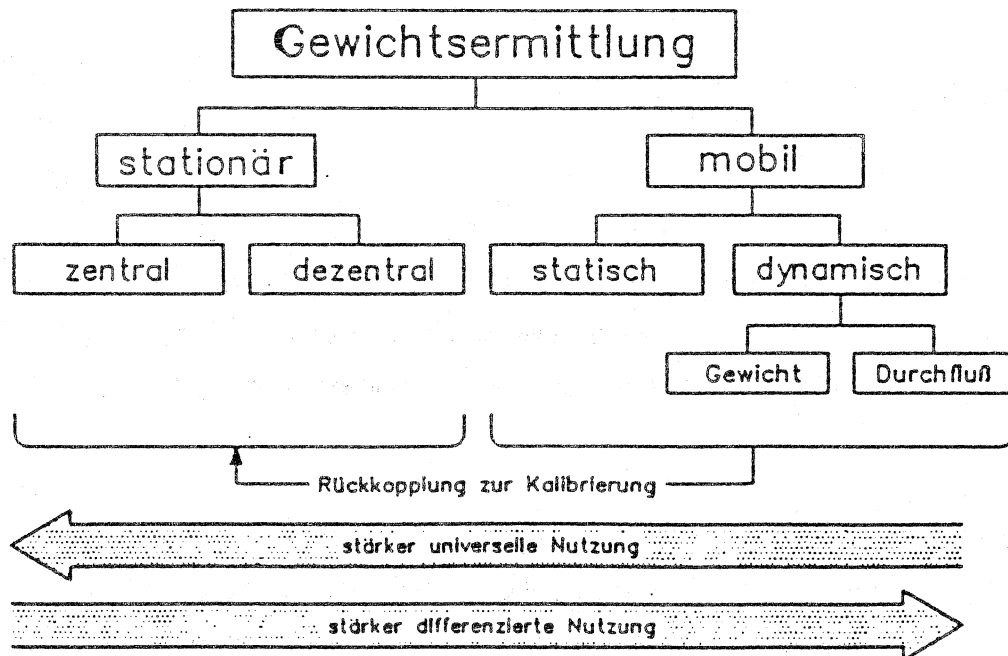 Gewichtsermittlung
stationär
mobil
zentral
dezentral
statisch
dynamisch
Gewicht
Durchfluß
Rückkopplung zur Kalibrierung
stärker universelle Nutzung
stärker differenzierte Nutzung